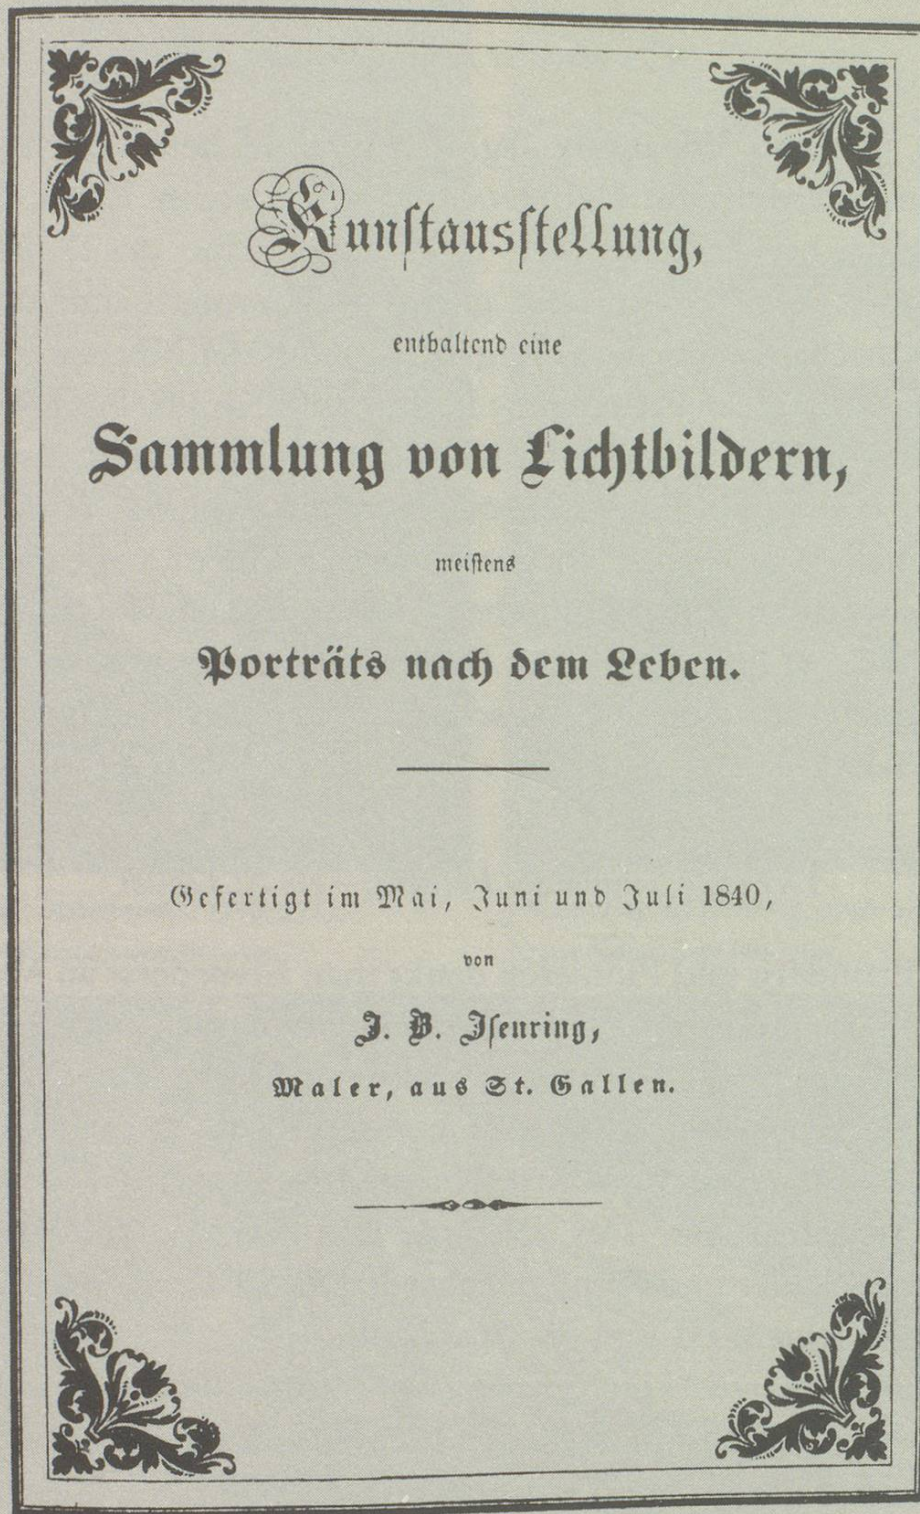 Kunſtausſtellung,
enthaltend eine
Sammlung von Lichtbildern,
meiſtens
Porträts nach dem Leben.
Gefertigt im Mai, Juni und Juli 1840,
von
J. B. Iſenring,
Maler, aus St. Gallen.